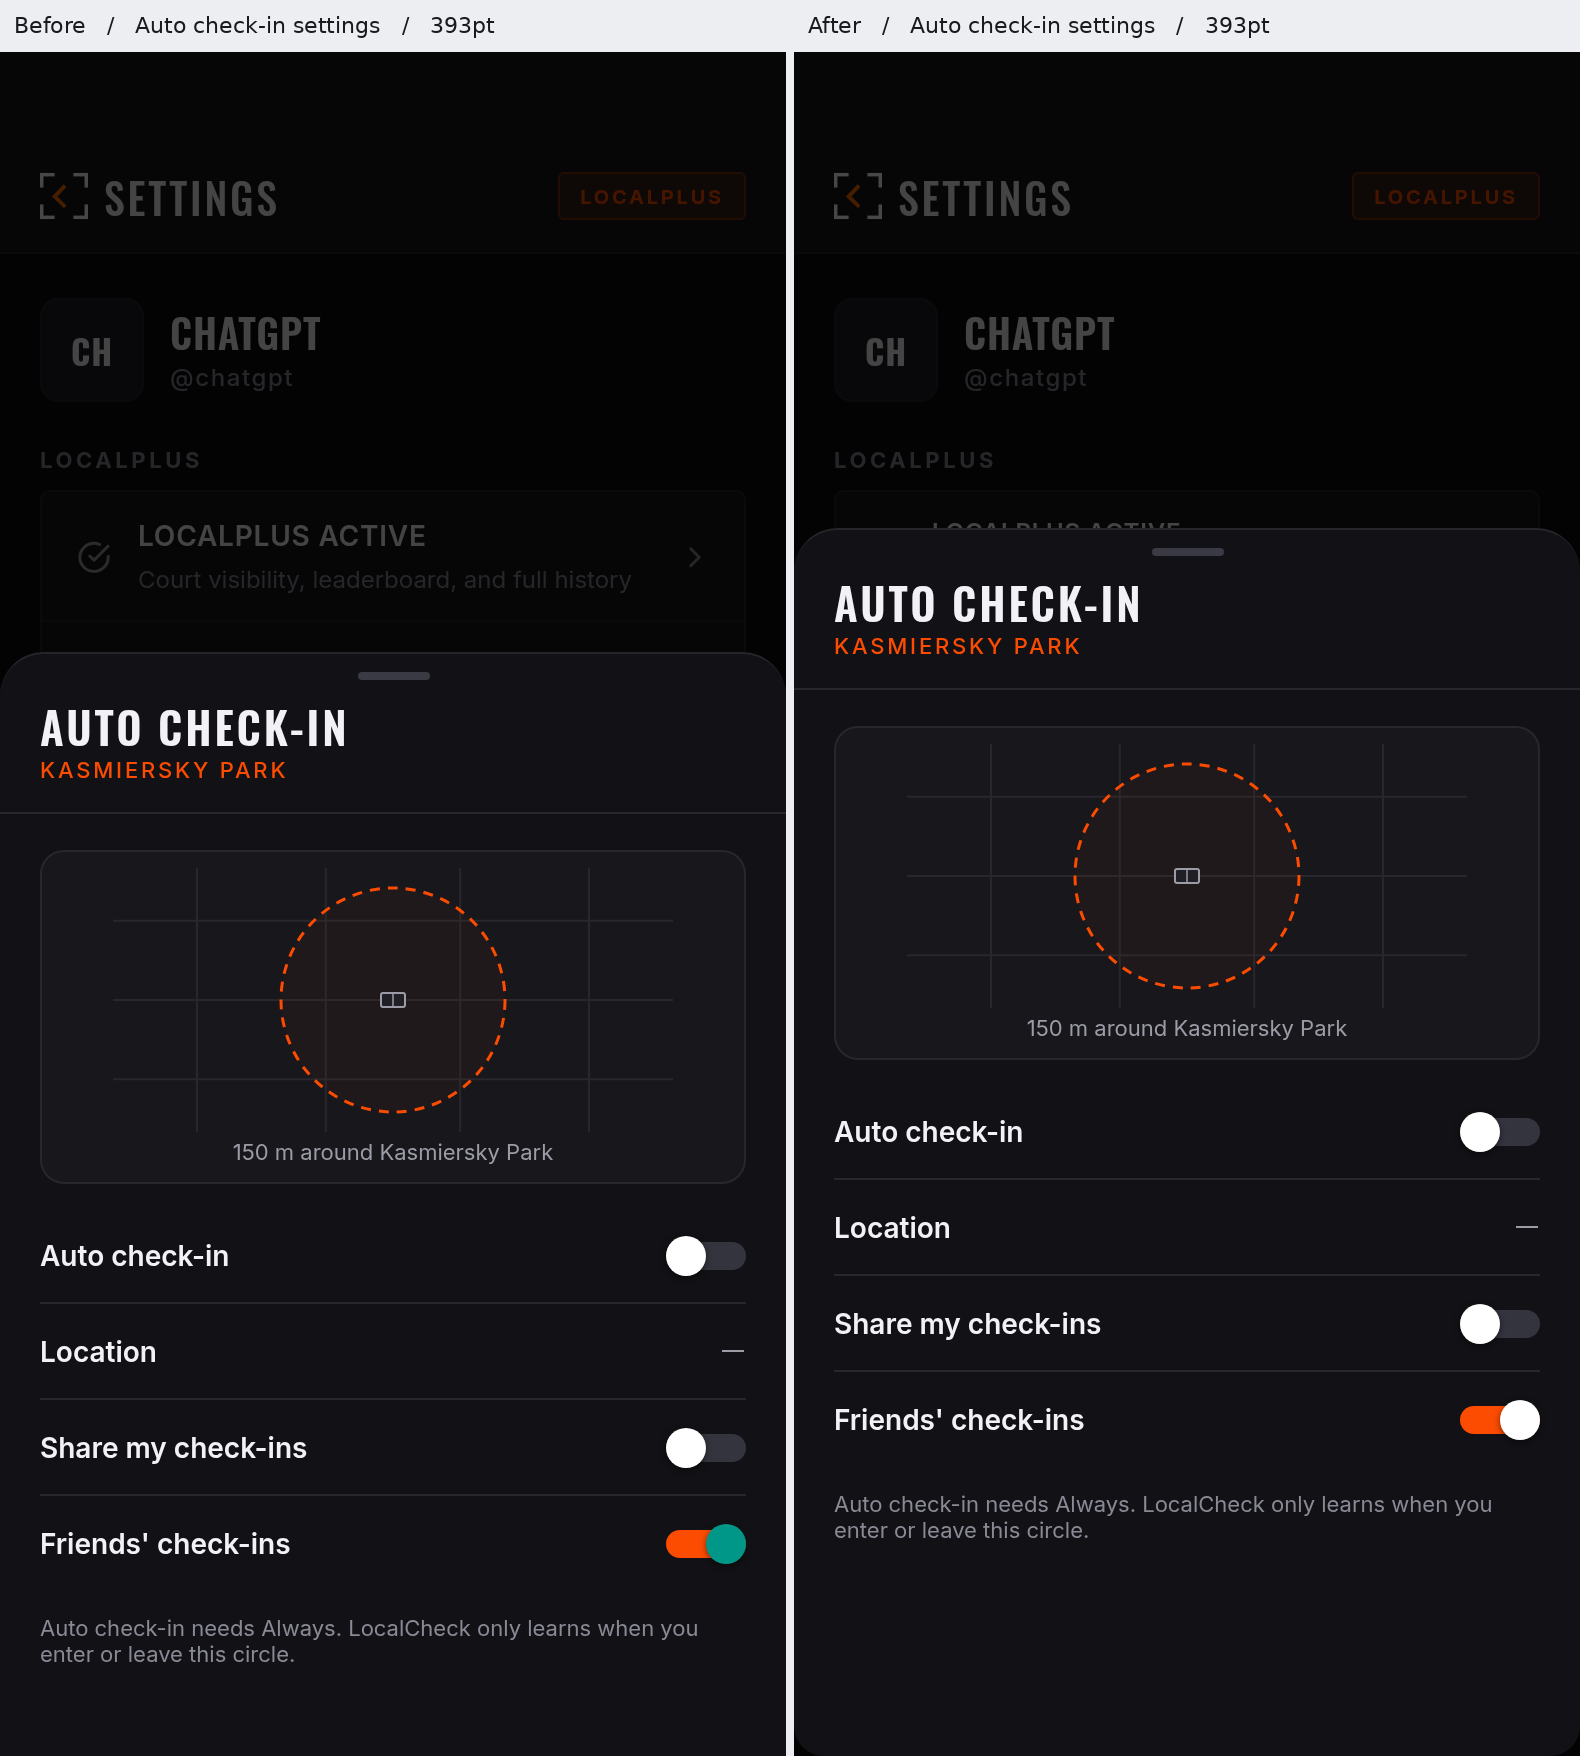 Before / Auto check-in settings / 393pt
SETTINGS
LOCALPLUS
CH
CHATGPT
@chatgpt
LOCALPLUS
LOCALPLUS ACTIVE
Court visibility, leaderboard, and full history
AUTO CHECK-IN
KASMIERSKY PARK
150 m around Kasmiersky Park
Auto check-in
Location
—
Share my check-ins
Friends' check-ins
Auto check-in needs Always. LocalCheck only learns when you
enter or leave this circle.
After / Auto check-in settings / 393pt
SETTINGS
LOCALPLUS
CH
CHATGPT
@chatgpt
LOCALPLUS
LOCALPLUS ACTIVE
AUTO CHECK-IN
KASMIERSKY PARK
150 m around Kasmiersky Park
Auto check-in
Location
—
Share my check-ins
Friends' check-ins
Auto check-in needs Always. LocalCheck only learns when you
enter or leave this circle.